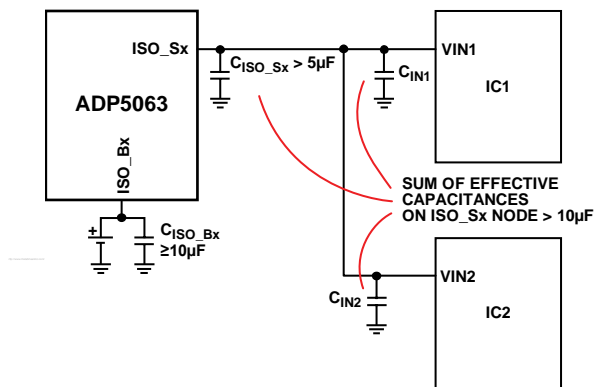 ISO_Sx
CISO_Sx > 5µF
ADP5063
ISO_Bx
+
CISO_Bx
≥10µF
CIN1
VIN1
IC1
SUM OF EFFECTIVE
CAPACITANCES
ON ISO_Sx NODE > 10µF
CIN2
VIN2
IC2